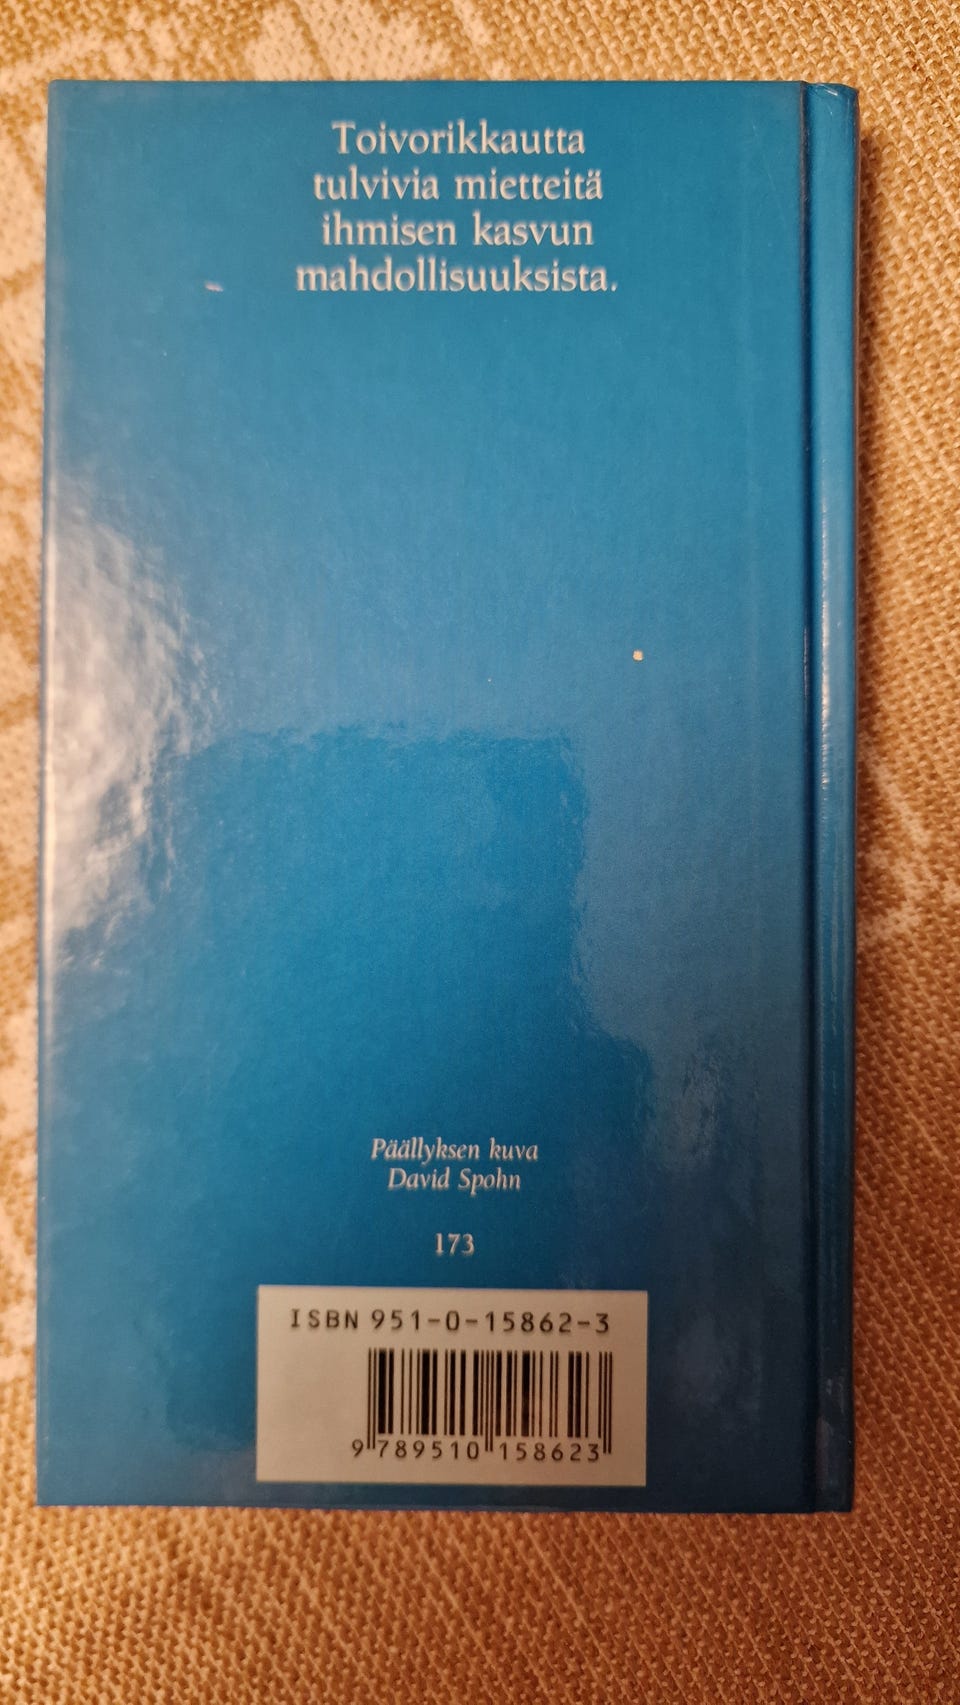 Toivorikkautta
tulvivia mietteitä
ihmisen kasvun
mahdollisuuksista.
Päällyksen kuva
David Spohn
173
ISBN 951-0-15862-3
9 789510 158623